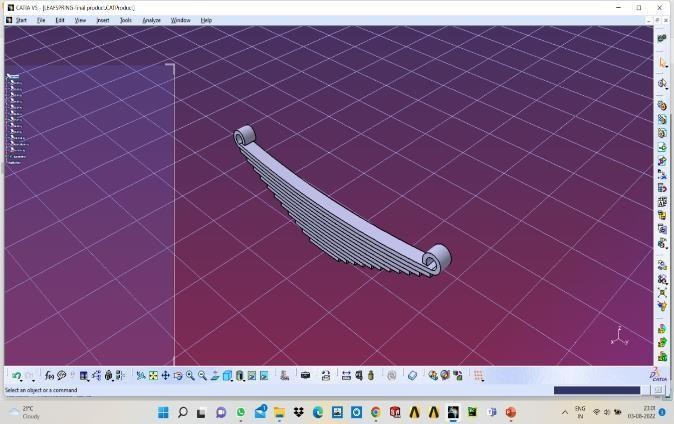 CATIA V5 - [LEAFSPRING-final product.CATProduct]
Start File Edit View Insert Tools Analyze Window Help
Select an object or a command
CATIA
21°C
Cloudy
ENG
IN
23:01
03-08-2022